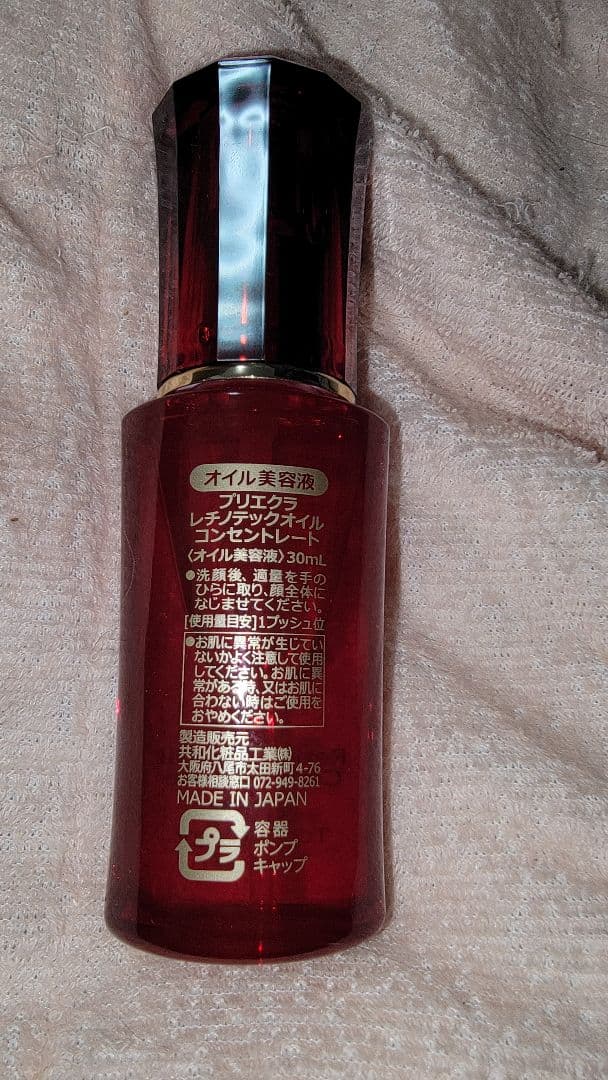 オイル美容液
プリエクラ
レチノテックオイル
コンセントレート
〈オイル美容液〉30mL
●洗顔後、適量を手の
ひらに取り、顔全体に
なじませてください。
[使用量目安]1プッシュ位
●お肌に異常が生じてい
ないかよく注意して使用
してください。お肌に異
常がある時、又はお肌に
合わない時はご使用を
おやめください。
製造販売元
共和化粧品工業㈱
大阪府八尾市太田新町4-76
お客様相談窓口 072-949-8261
MADE IN JAPAN
プラ
容器
ポンプ
キャップ